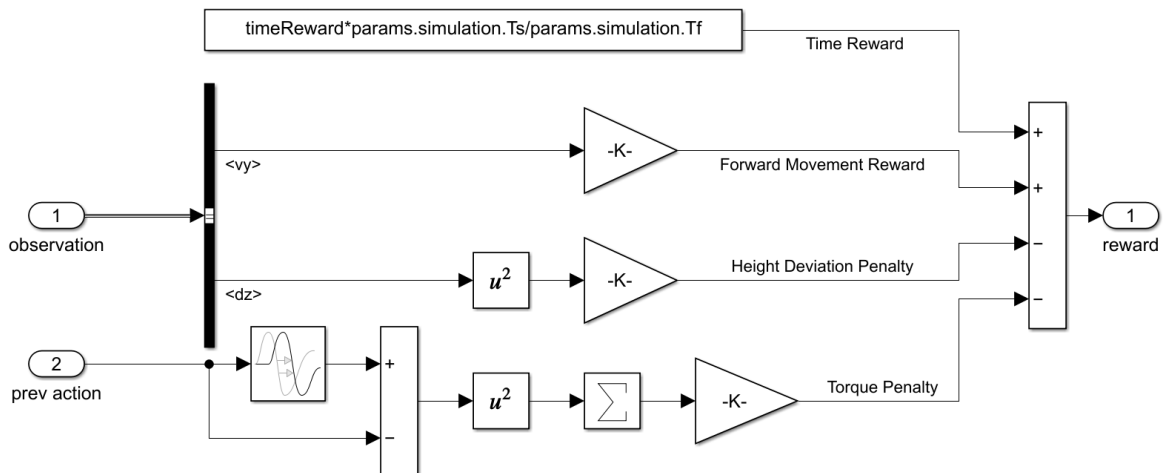 timeReward*params.simulation.Ts/params.simulation.Tf
Time Reward
<vy>
-K-
Forward Movement Reward
+
+
1
observation
1
reward
<dz>
u²
-K-
Height Deviation Penalty
−
−
2
prev action
+
−
u²
∑
-K-
Torque Penalty